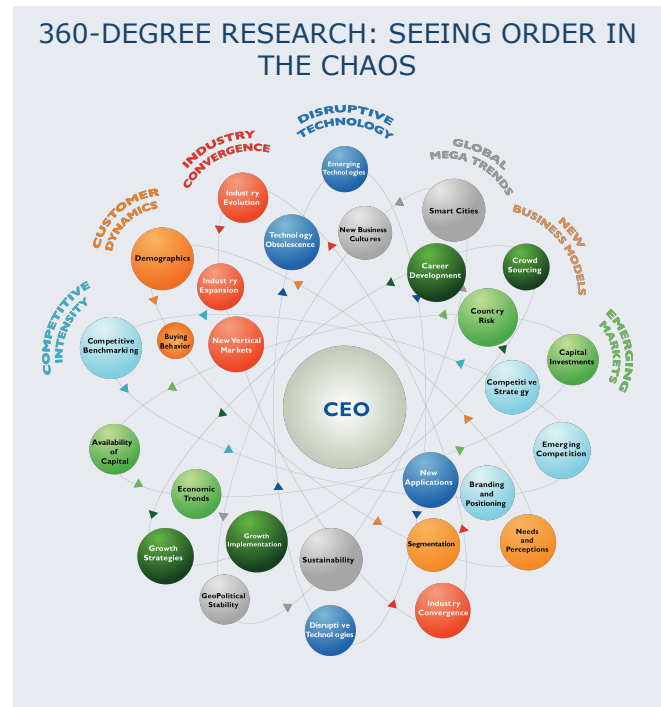 360-DEGREE RESEARCH: SEEING ORDER IN
THE CHAOS
DISRUPTIVE
TECHNOLOGY
INDUSTRY
CONVERGENCE
GLOBAL
MEGA TRENDS
CUSTOMER
DYNAMICS
NEW
BUSINESS MODELS
COMPETITIVE
INTENSITY
EMERGING
MARKETS
Emerging
Technologies
Industry
Evolution
Smart Cities
New Business
Cultures
Technology
Obsolescence
Demographics
Career
Development
Crowd
Sourcing
Industry
Expansion
Country
Risk
Buying
Behavior
New Vertical
Markets
Competitive
Benchmarking
Capital
Investments
Competitive
Strategy
CEO
Availability
of
Capital
Emerging
Competition
New
Applications
Economic
Trends
Branding
and
Positioning
Growth
Implementation
Segmentation
Needs
and
Perceptions
Growth
Strategies
Sustainability
GeoPolitical
Stability
Industry
Convergence
Disruptive
Technologies